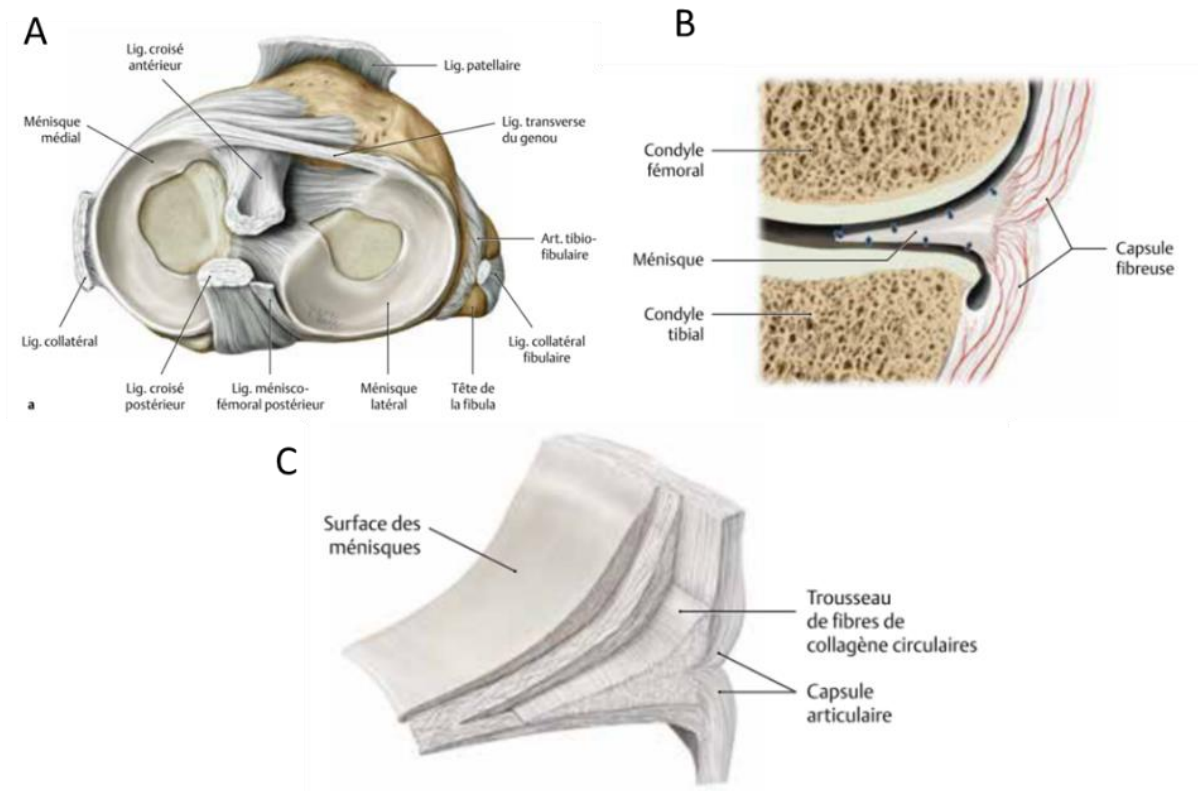 A
Lig. croisé
antérieur
Lig. patellaire
Ménisque
médial
Lig. transverse
du genou
Art. tibio-
fibulaire
Lig. collatéral
Lig. collatéral
fibulaire
Lig. croisé
postérieur
Lig. ménisco-
fémoral postérieur
Ménisque
latéral
Tête de
la fibula
a
B
Condyle
fémoral
Ménisque
Capsule
fibreuse
Condyle
tibial
C
Surface des
ménisques
Trousseau
de fibres de
collagène circulaires
Capsule
articulaire